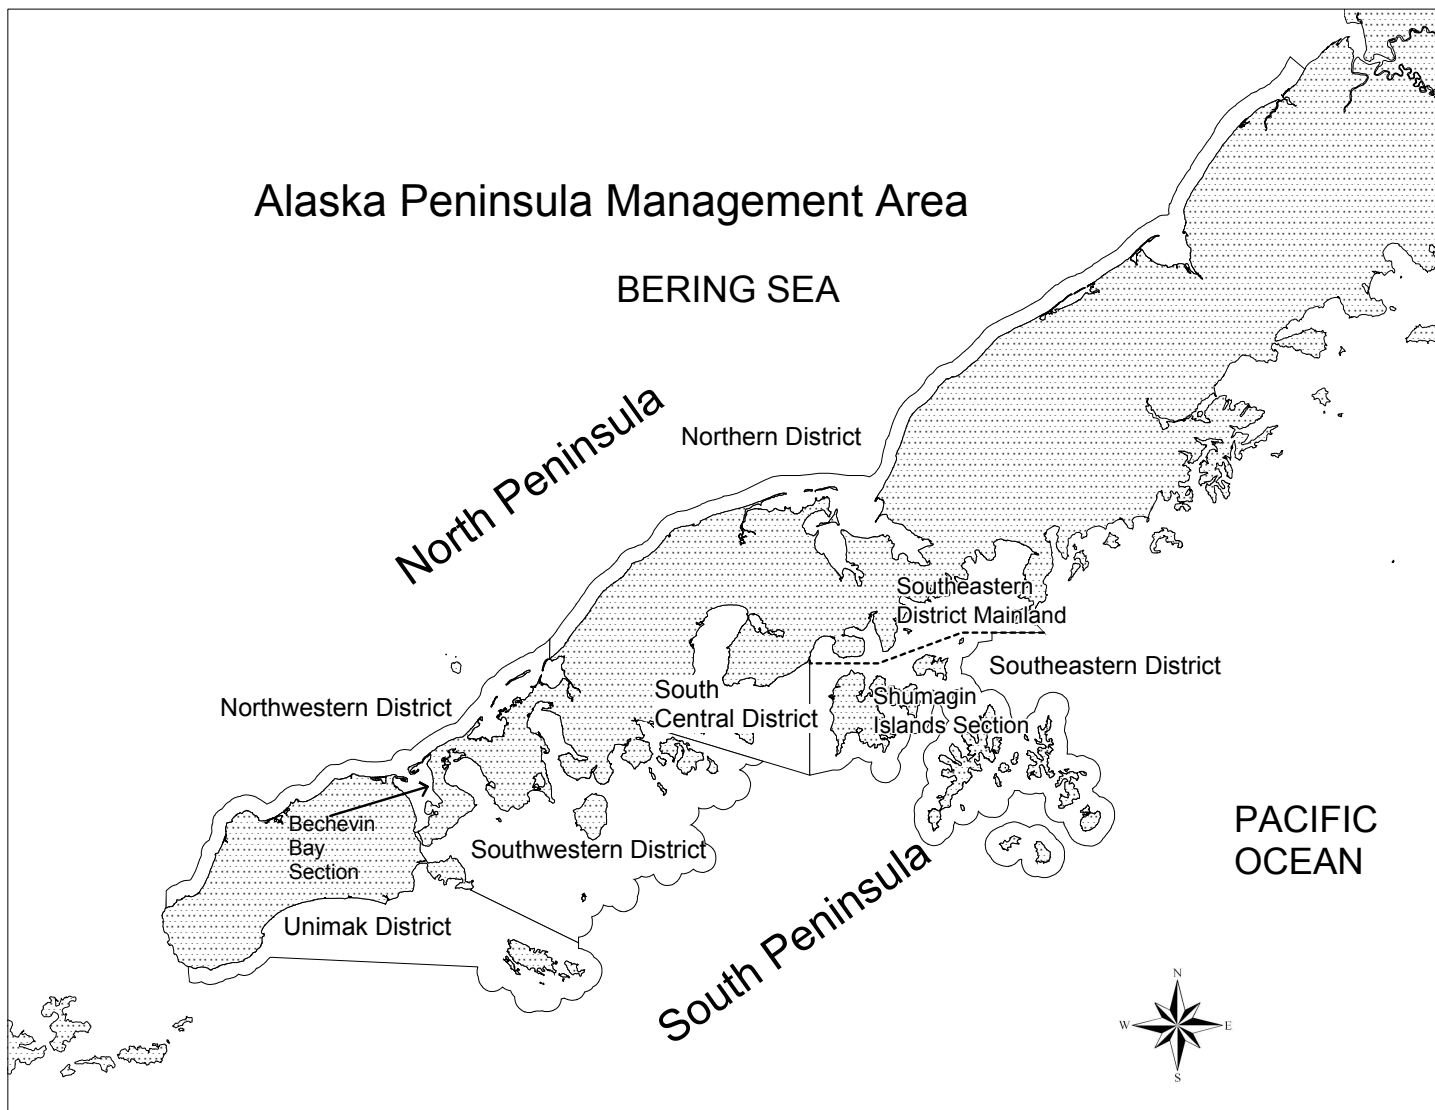 Alaska Peninsula Management Area
BERING SEA
North Peninsula
Northern District
Southeastern
District Mainland
Southeastern District
South
Central District
Shumagin
Islands Section
Northwestern District
Bechevin
Bay
Section
Southwestern District
PACIFIC
OCEAN
Unimak District
South Peninsula
N
W
E
S